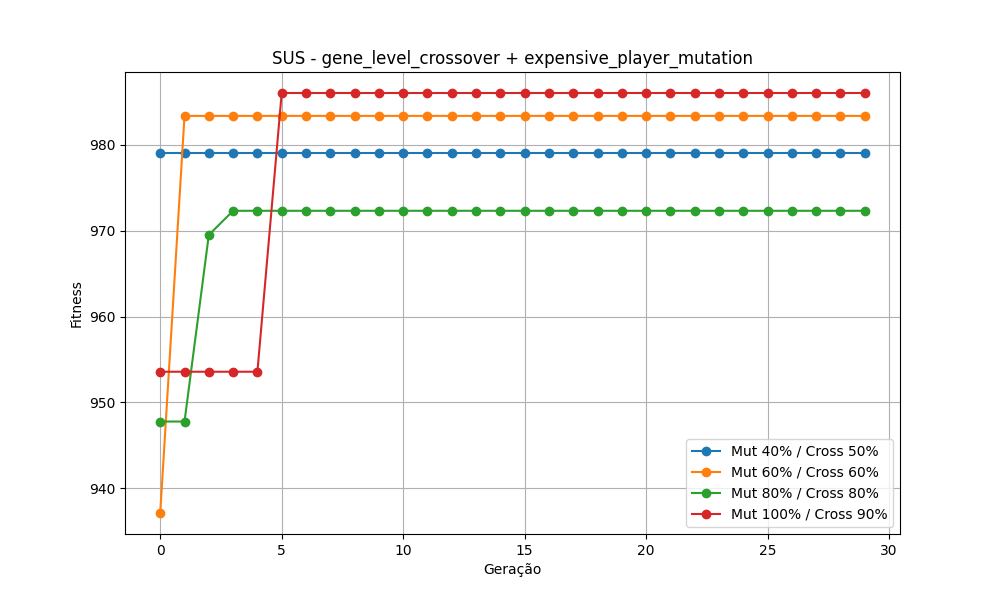 SUS - gene_level_crossover + expensive_player_mutation
Fitness
980
970
960
950
940
0 5 10 15 20 25 30
Geração
Mut 40% / Cross 50%
Mut 60% / Cross 60%
Mut 80% / Cross 80%
Mut 100% / Cross 90%